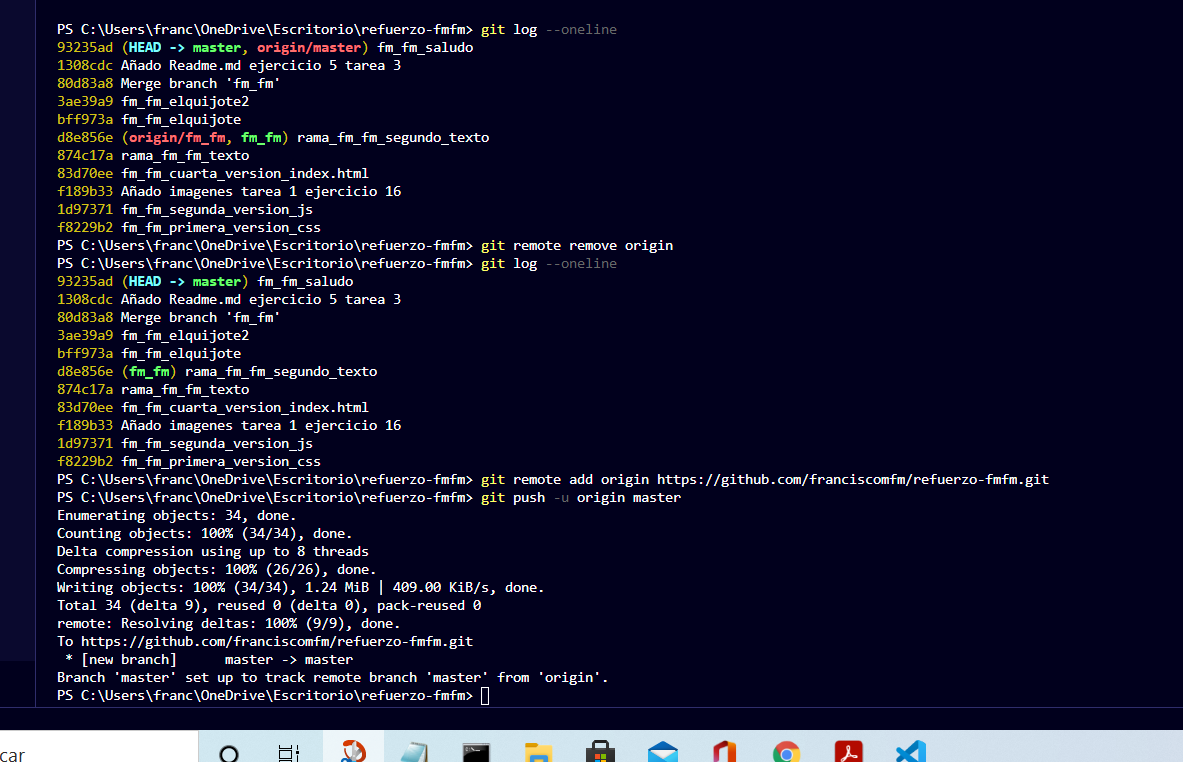 PS C:\Users\franc\OneDrive\Escritorio\refuerzo-fmfm> git log --oneline
93235ad (HEAD -> master, origin/master) fm_fm_saludo
1308cdc Añado Readme.md ejercicio 5 tarea 3
80d83a8 Merge branch 'fm_fm'
3ae39a9 fm_fm_elquijote2
bff973a fm_fm_elquijote
d8e856e (origin/fm_fm, fm_fm) rama_fm_fm_segundo_texto
874c17a rama_fm_fm_texto
83d70ee fm_fm_cuarta_version_index.html
f189b33 Añado imagenes tarea 1 ejercicio 16
1d97371 fm_fm_segunda_version_js
f8229b2 fm_fm_primera_version_css
PS C:\Users\franc\OneDrive\Escritorio\refuerzo-fmfm> git remote remove origin
PS C:\Users\franc\OneDrive\Escritorio\refuerzo-fmfm> git log --oneline
93235ad (HEAD -> master) fm_fm_saludo
1308cdc Añado Readme.md ejercicio 5 tarea 3
80d83a8 Merge branch 'fm_fm'
3ae39a9 fm_fm_elquijote2
bff973a fm_fm_elquijote
d8e856e (fm_fm) rama_fm_fm_segundo_texto
874c17a rama_fm_fm_texto
83d70ee fm_fm_cuarta_version_index.html
f189b33 Añado imagenes tarea 1 ejercicio 16
1d97371 fm_fm_segunda_version_js
f8229b2 fm_fm_primera_version_css
PS C:\Users\franc\OneDrive\Escritorio\refuerzo-fmfm> git remote add origin https://github.com/franciscomfm/refuerzo-fmfm.git
PS C:\Users\franc\OneDrive\Escritorio\refuerzo-fmfm> git push -u origin master
Enumerating objects: 34, done.
Counting objects: 100% (34/34), done.
Delta compression using up to 8 threads
Compressing objects: 100% (26/26), done.
Writing objects: 100% (34/34), 1.24 MiB | 409.00 KiB/s, done.
Total 34 (delta 9), reused 0 (delta 0), pack-reused 0
remote: Resolving deltas: 100% (9/9), done.
To https://github.com/franciscomfm/refuerzo-fmfm.git
 * [new branch]      master -> master
Branch 'master' set up to track remote branch 'master' from 'origin'.
PS C:\Users\franc\OneDrive\Escritorio\refuerzo-fmfm>
car